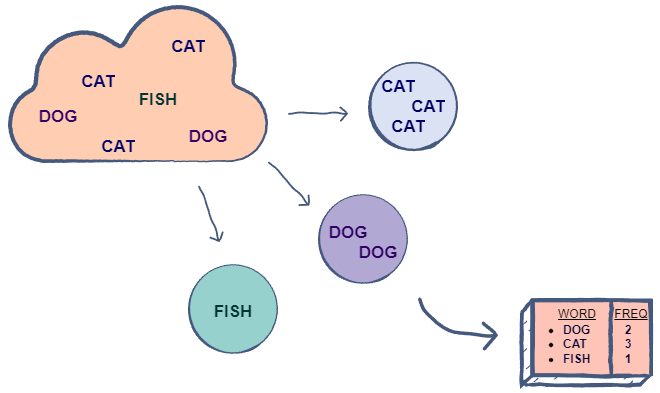 CAT
CAT
FISH
DOG
DOG
CAT
CAT
CAT
CAT
DOG
DOG
FISH
WORD FREQ
• DOG 2
• CAT 3
• FISH 1